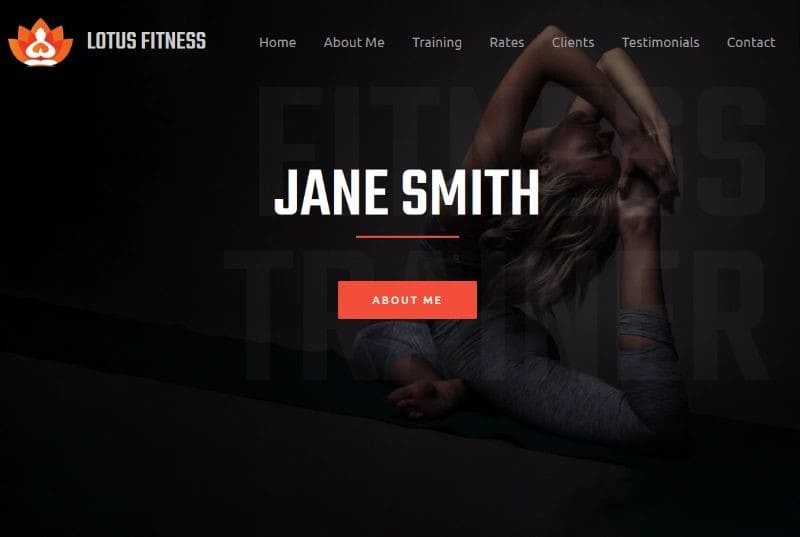 LOTUS FITNESS
Home About Me Training Rates Clients Testimonials Contact
FITNESS
JANE SMITH
TRAINER
ABOUT ME